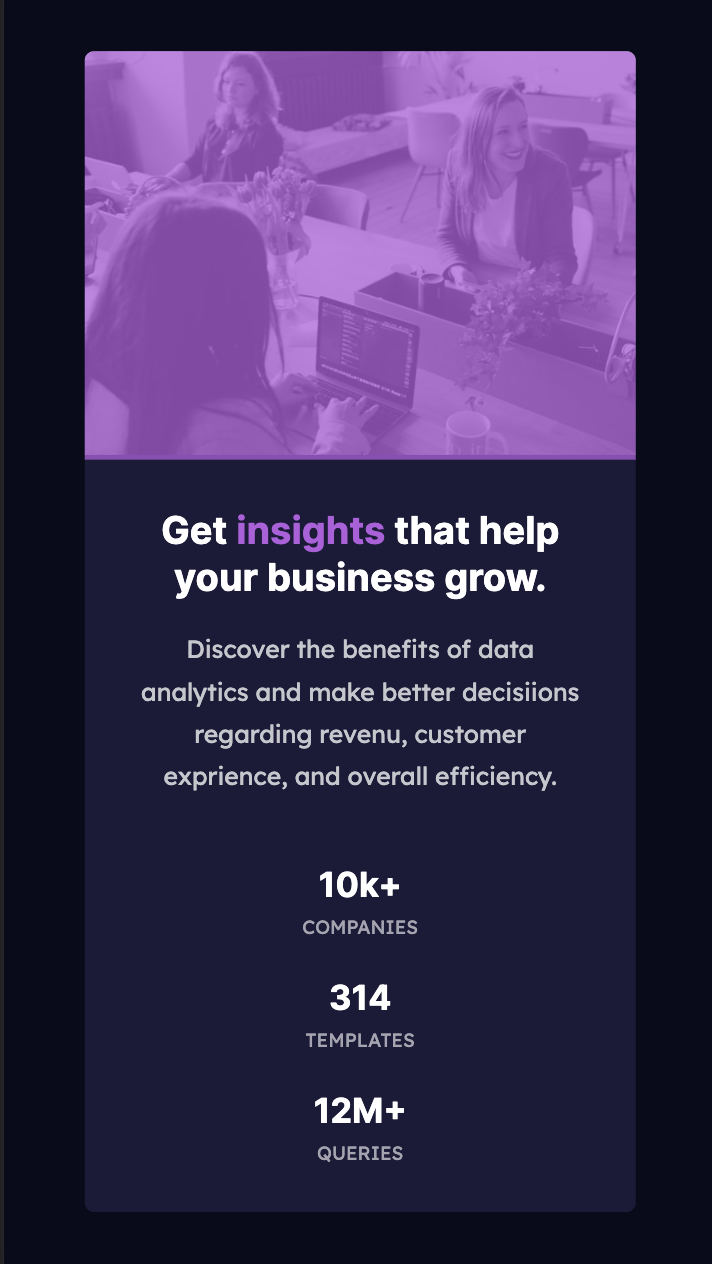 Get insights that help
your business grow.
Discover the benefits of data
analytics and make better decisiions
regarding revenu, customer
exprience, and overall efficiency.
10k+
COMPANIES
314
TEMPLATES
12M+
QUERIES